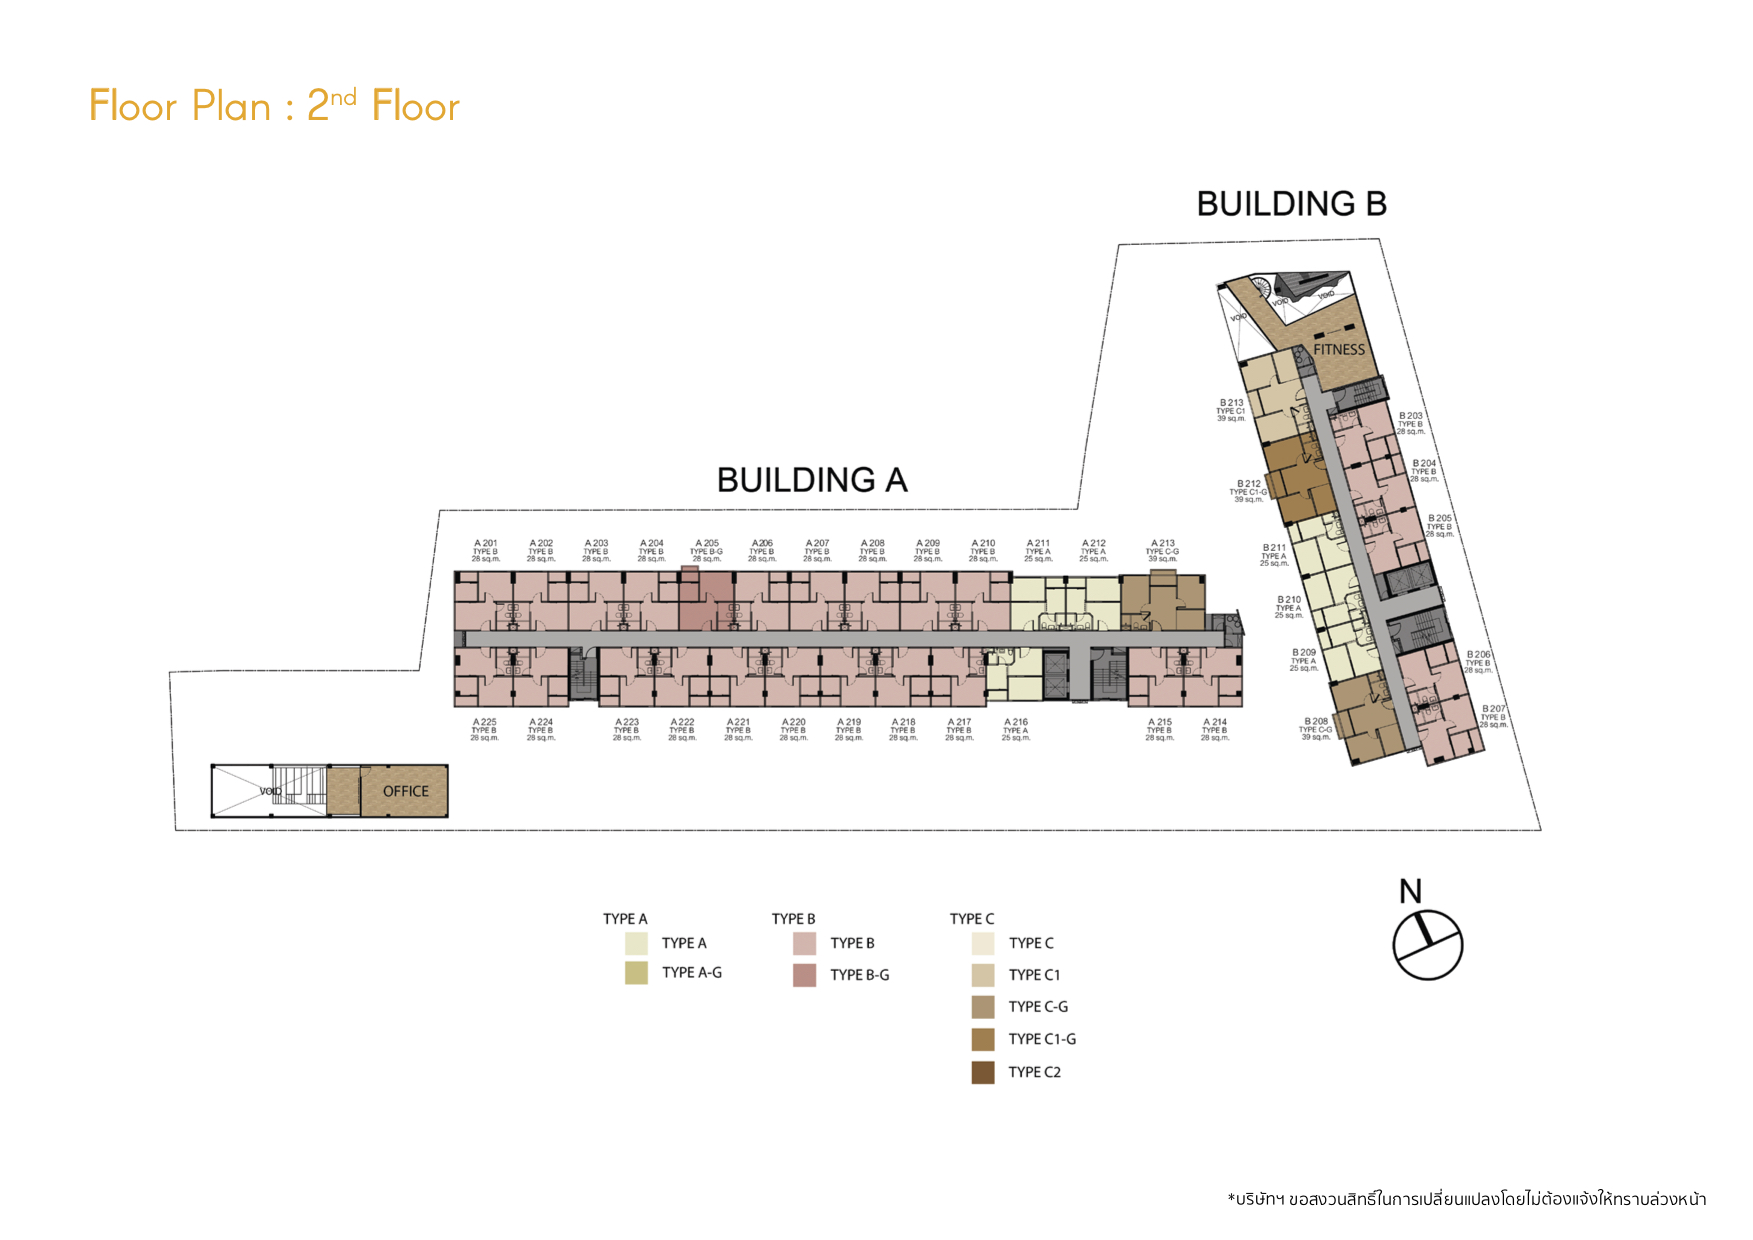 Floor Plan : 2nd Floor
BUILDING B
VOID
VOID
VOID
FITNESS
B 213
TYPE C1
39 sq.m.
B 203
TYPE B
28 sq.m.
B 212
TYPE C1-G
39 sq.m.
B 204
TYPE B
28 sq.m.
B 205
TYPE B
28 sq.m.
B 211
TYPE A
25 sq.m.
B 210
TYPE A
25 sq.m.
B 209
TYPE A
25 sq.m.
B 206
TYPE B
28 sq.m.
B 208
TYPE C-G
39 sq.m.
B 207
TYPE B
28 sq.m.
BUILDING A
A 201
TYPE B
28 sq.m.
A 202
TYPE B
28 sq.m.
A 203
TYPE B
28 sq.m.
A 204
TYPE B
28 sq.m.
A 205
TYPE B-G
28 sq.m.
A 206
TYPE B
28 sq.m.
A 207
TYPE B
28 sq.m.
A 208
TYPE B
28 sq.m.
A 209
TYPE B
28 sq.m.
A 210
TYPE B
28 sq.m.
A 211
TYPE A
25 sq.m.
A 212
TYPE A
25 sq.m.
A 213
TYPE C-G
39 sq.m.
A 225
TYPE B
28 sq.m.
A 224
TYPE B
28 sq.m.
A 223
TYPE B
28 sq.m.
A 222
TYPE B
28 sq.m.
A 221
TYPE B
28 sq.m.
A 220
TYPE B
28 sq.m.
A 219
TYPE B
28 sq.m.
A 218
TYPE B
28 sq.m.
A 217
TYPE B
28 sq.m.
A 216
TYPE A
25 sq.m.
A 215
TYPE B
28 sq.m.
A 214
TYPE B
28 sq.m.
VOID
OFFICE
N
TYPE A
TYPE A
TYPE A-G
TYPE B
TYPE B
TYPE B-G
TYPE C
TYPE C
TYPE C1
TYPE C-G
TYPE C1-G
TYPE C2
*บริษัทฯ ขอสงวนสิทธิ์ในการเปลี่ยนแปลงโดยไม่ต้องแจ้งให้ทราบล่วงหน้า